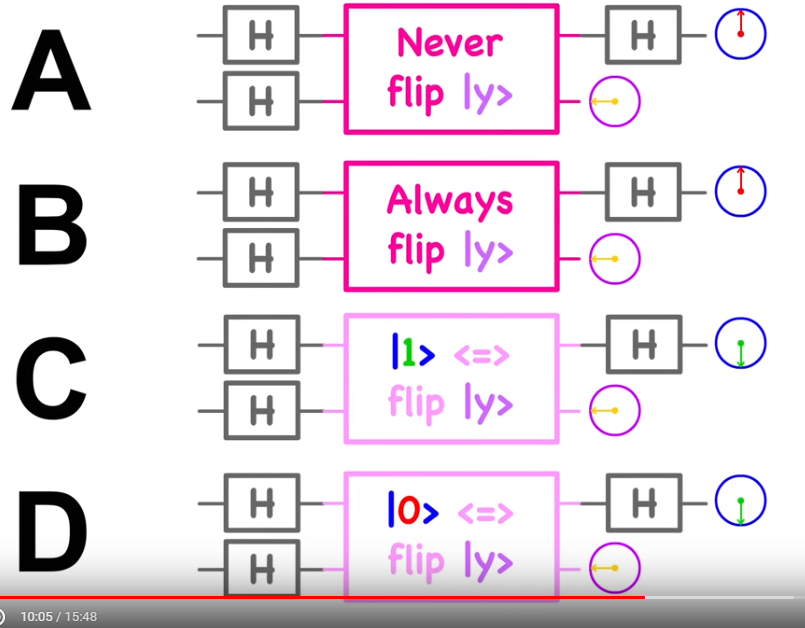 A
H
H
Never
flip |y>
H
B
H
H
Always
flip |y>
H
C
H
H
|1> <=>
flip |y>
H
D
H
H
|0> <=>
flip |y>
H
10:05 / 15:48